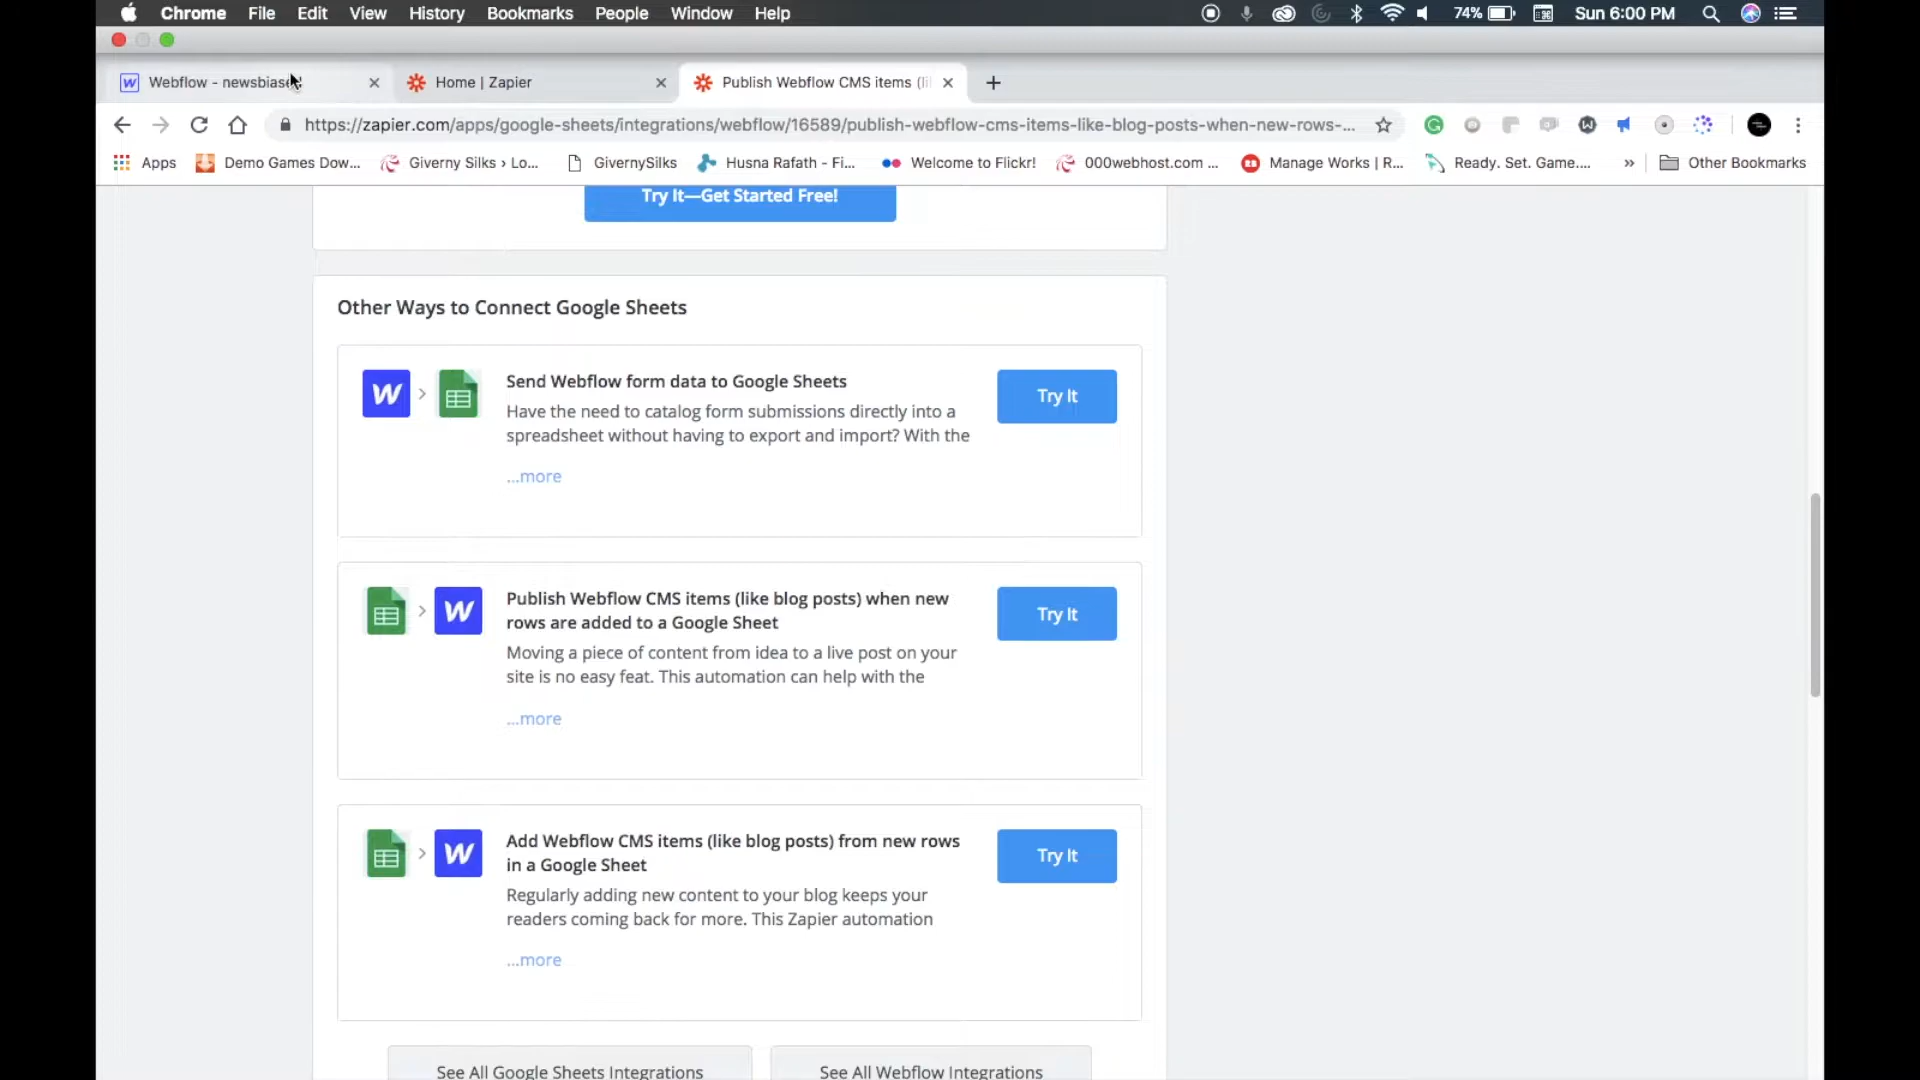 Chrome File Edit View History Bookmarks People Window Help 74% Sun 6:00 PM
Webflow - newsbias Home | Zapier Publish Webflow CMS items (li
https://zapier.com/apps/google-sheets/integrations/webflow/16589/publish-webflow-cms-items-like-blog-posts-when-new-rows-...
Apps Demo Games Dow... Giverny Silks › Lo... GivernySilks Husna Rafath - Fi... Welcome to Flickr! 000webhost.com ... Manage Works | R... Ready. Set. Game.... » Other Bookmarks
Try It—Get Started Free!
Other Ways to Connect Google Sheets
W > Send Webflow form data to Google Sheets Try It
Have the need to catalog form submissions directly into a
spreadsheet without having to export and import? With the
...more
> W Publish Webflow CMS items (like blog posts) when new Try It
rows are added to a Google Sheet
Moving a piece of content from idea to a live post on your
site is no easy feat. This automation can help with the
...more
> W Add Webflow CMS items (like blog posts) from new rows Try It
in a Google Sheet
Regularly adding new content to your blog keeps your
readers coming back for more. This Zapier automation
...more
See All Google Sheets Integrations See All Webflow Integrations